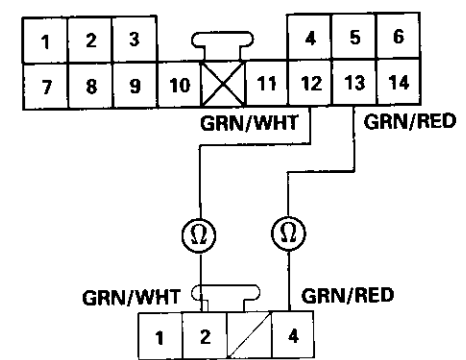 1 2 3 4 5 6
7 8 9 10 11 12 13 14
GRN/WHT GRN/RED
Ω Ω
GRN/WHT GRN/RED
1 2 4